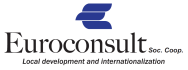 Euroconsult Soc. Coop.
Local development and internationalization